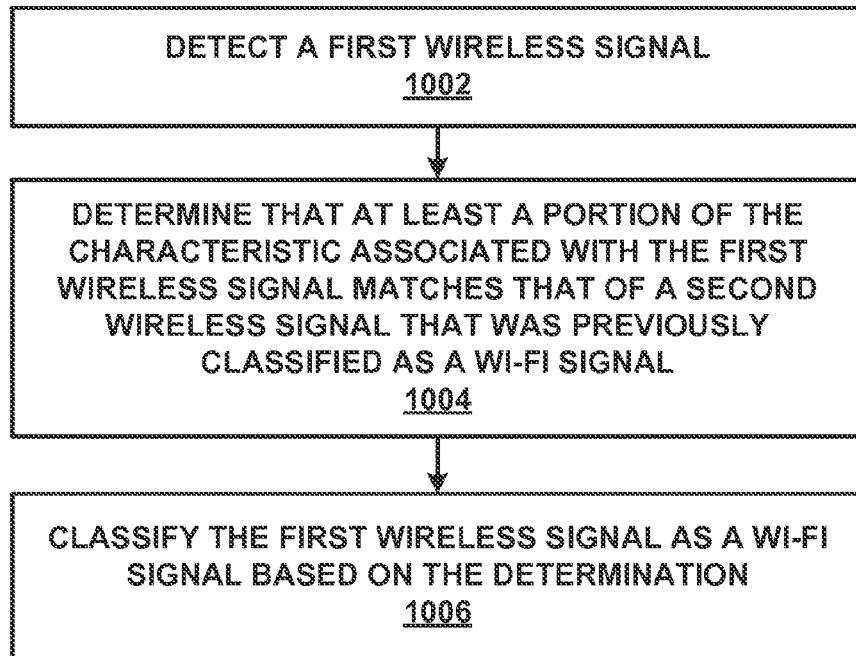 DETECT A FIRST WIRELESS SIGNAL
1002
DETERMINE THAT AT LEAST A PORTION OF THE
CHARACTERISTIC ASSOCIATED WITH THE FIRST
WIRELESS SIGNAL MATCHES THAT OF A SECOND
WIRELESS SIGNAL THAT WAS PREVIOUSLY
CLASSIFIED AS A WI-FI SIGNAL
1004
CLASSIFY THE FIRST WIRELESS SIGNAL AS A WI-FI
SIGNAL BASED ON THE DETERMINATION
1006